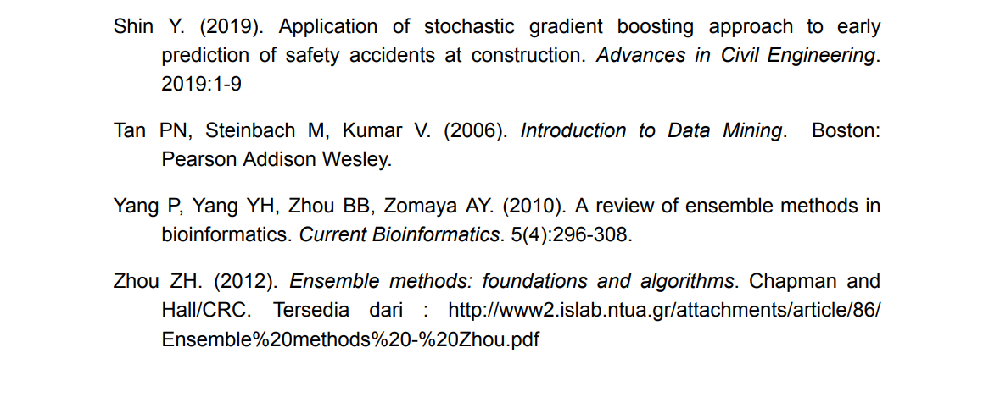 Shin Y. (2019). Application of stochastic gradient boosting approach to early
prediction of safety accidents at construction. Advances in Civil Engineering.
2019:1-9
Tan PN, Steinbach M, Kumar V. (2006). Introduction to Data Mining. Boston:
Pearson Addison Wesley.
Yang P, Yang YH, Zhou BB, Zomaya AY. (2010). A review of ensemble methods in
bioinformatics. Current Bioinformatics. 5(4):296-308.
Zhou ZH. (2012). Ensemble methods: foundations and algorithms. Chapman and
Hall/CRC. Tersedia dari : http://www2.islab.ntua.gr/attachments/article/86/
Ensemble%20methods%20-%20Zhou.pdf